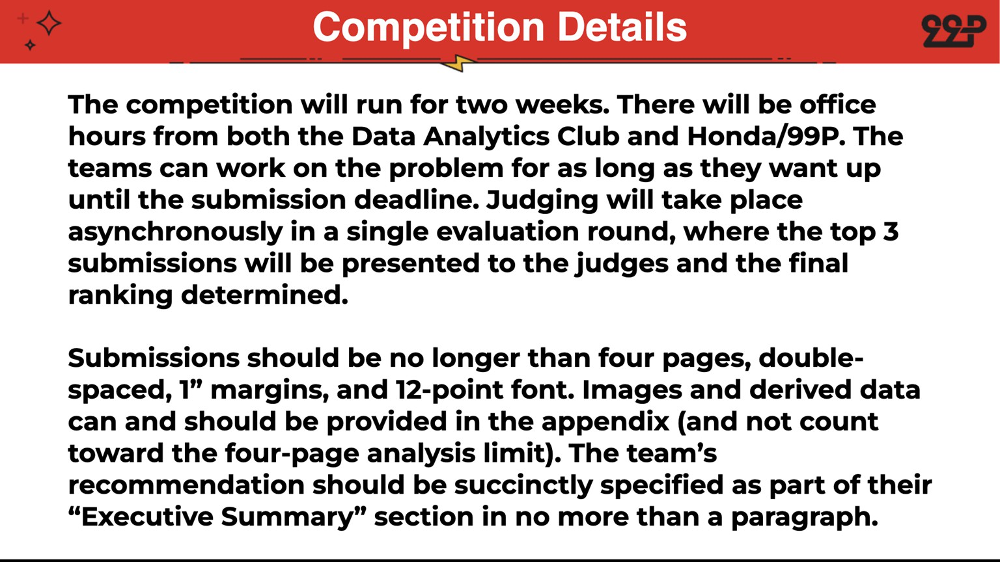 Competition Details
99P
The competition will run for two weeks. There will be office
hours from both the Data Analytics Club and Honda/99P. The
teams can work on the problem for as long as they want up
until the submission deadline. Judging will take place
asynchronously in a single evaluation round, where the top 3
submissions will be presented to the judges and the final
ranking determined.
Submissions should be no longer than four pages, double-
spaced, 1” margins, and 12-point font. Images and derived data
can and should be provided in the appendix (and not count
toward the four-page analysis limit). The team’s
recommendation should be succinctly specified as part of their
“Executive Summary” section in no more than a paragraph.